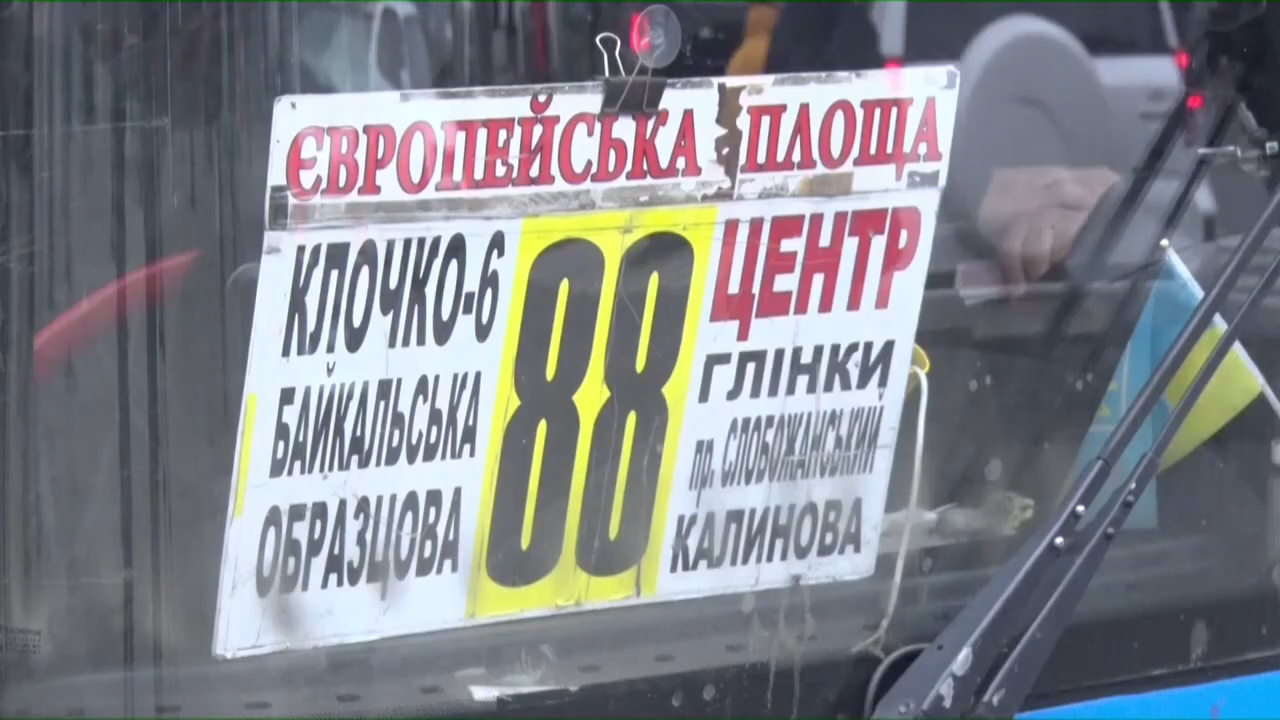 ЄВРОПЕЙСЬКА ПЛОЩА
КЛОЧКО-6
БАЙКАЛЬСЬКА
ОБРАЗЦОВА
88
ЦЕНТР
ГЛІНКИ
пр. СЛОБОЖАНСЬКИЙ
КАЛИНОВА